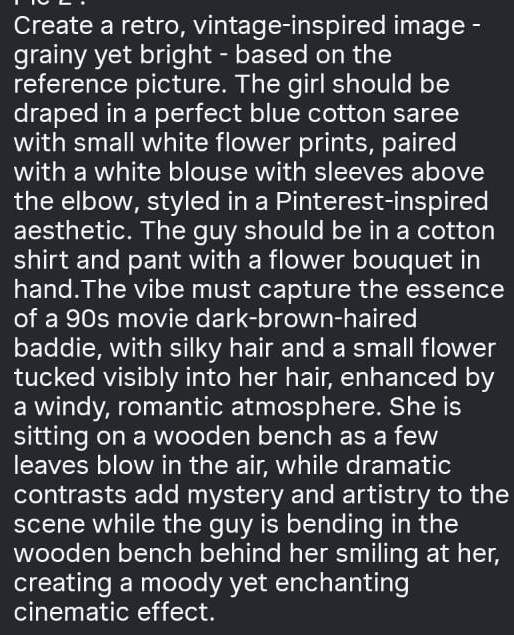 Create a retro, vintage-inspired image -
grainy yet bright - based on the
reference picture. The girl should be
draped in a perfect blue cotton saree
with small white flower prints, paired
with a white blouse with sleeves above
the elbow, styled in a Pinterest-inspired
aesthetic. The guy should be in a cotton
shirt and pant with a flower bouquet in
hand.The vibe must capture the essence
of a 90s movie dark-brown-haired
baddie, with silky hair and a small flower
tucked visibly into her hair, enhanced by
a windy, romantic atmosphere. She is
sitting on a wooden bench as a few
leaves blow in the air, while dramatic
contrasts add mystery and artistry to the
scene while the guy is bending in the
wooden bench behind her smiling at her,
creating a moody yet enchanting
cinematic effect.